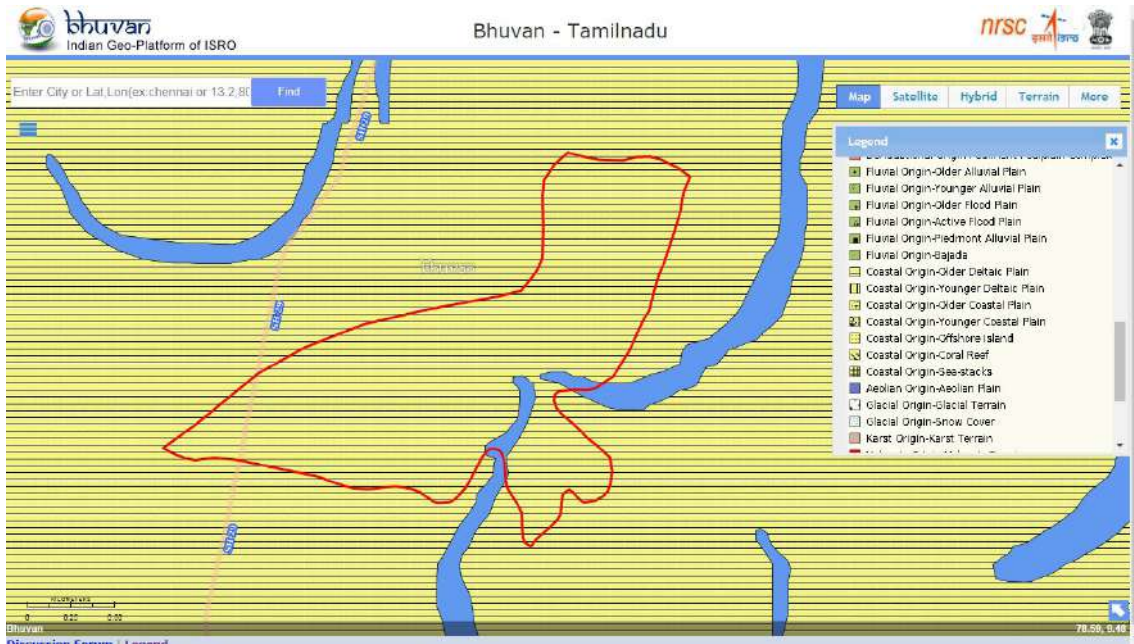 bhuvan
Indian Geo-Platform of ISRO
Bhuvan - Tamilnadu
nrsc
इसरो isro
Enter City or Lat,Lon(ex:chennai or 13.2,80
Find
Map Satellite Hybrid Terrain More
Legend
Fluvial Origin-Older Alluvial Plain
Fluvial Origin-Younger Alluvial Plain
Fluvial Origin-Older Flood Plain
Fluvial Origin-Active Flood Plain
Fluvial Origin-Piedmont Alluvial Plain
Fluvial Origin-Bajada
Coastal Origin-Older Deltaic Plain
Coastal Origin-Younger Deltaic Plain
Coastal Origin-Older Coastal Plain
Coastal Origin-Younger Coastal Plain
Coastal Origin-Offshore Island
Coastal Origin-Coral Reef
Coastal Origin-Sea-stacks
Aeolian Origin-Aeolian Plain
Glacial Origin-Glacial Terrain
Glacial Origin-Snow Cover
Karst Origin-Karst Terrain
Bhuvan
Kilometers
0
Bhuvan
78.59, 9.48
Discussion Forum | Legend